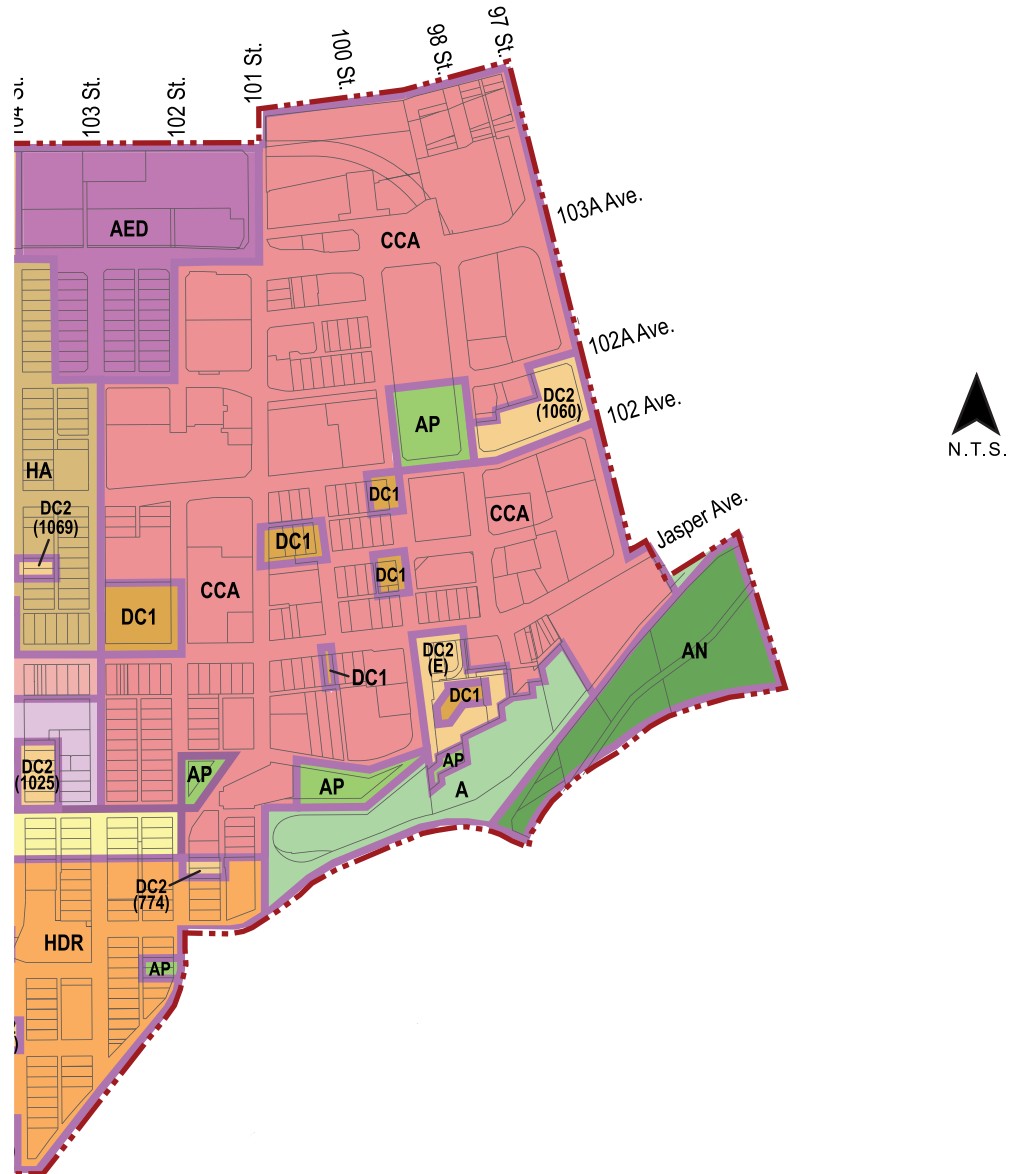 104 St.
103 St.
102 St.
101 St.
100 St.
98 St.
97 St.
103A Ave.
AED
CCA
102A Ave.
DC2
(1060)
102 Ave.
AP
N.T.S.
HA
DC1
DC2
(1069)
CCA
Jasper Ave.
DC1
DC1
CCA
DC1
DC2
(E)
AN
DC1
DC1
AP
DC2
(1025)
AP
AP
A
DC2
(774)
HDR
AP